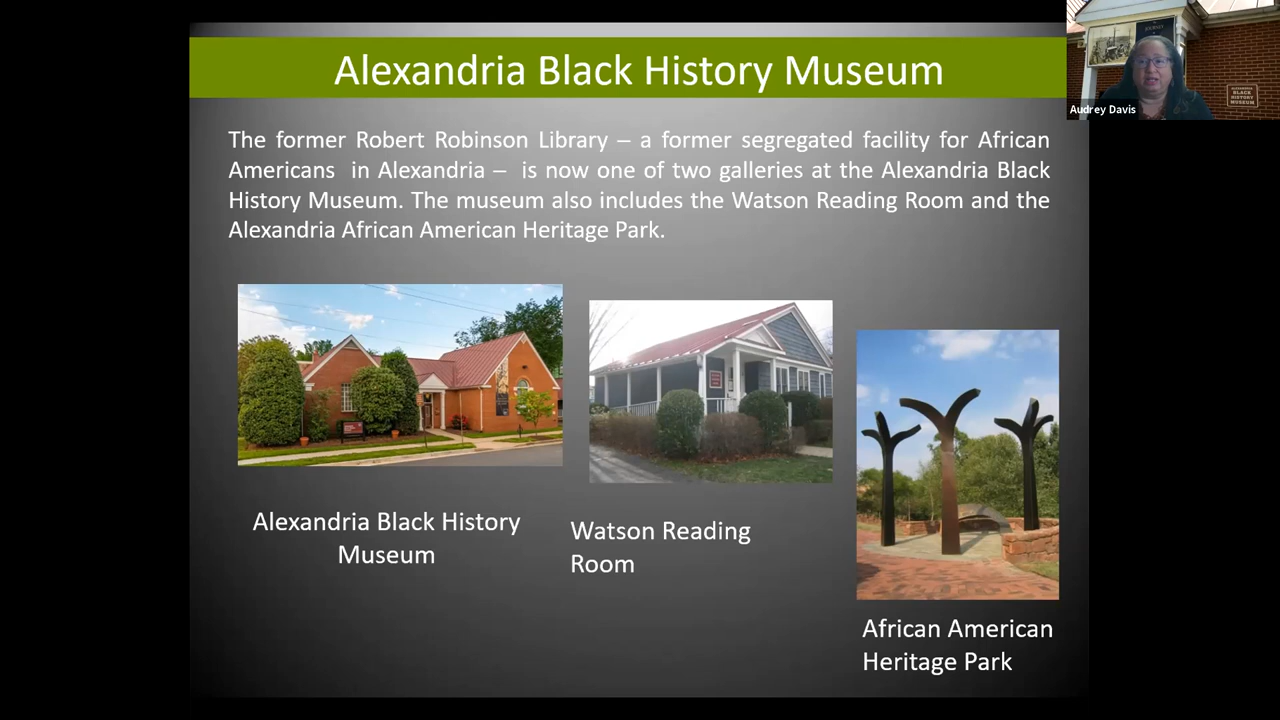 Alexandria Black History Museum
Audrey Davis
ALEXANDRIA
BLACK
HISTORY
MUSEUM
The former Robert Robinson Library – a former segregated facility for African
Americans in Alexandria – is now one of two galleries at the Alexandria Black
History Museum. The museum also includes the Watson Reading Room and the
Alexandria African American Heritage Park.
Alexandria Black History
Museum
Watson Reading
Room
African American
Heritage Park